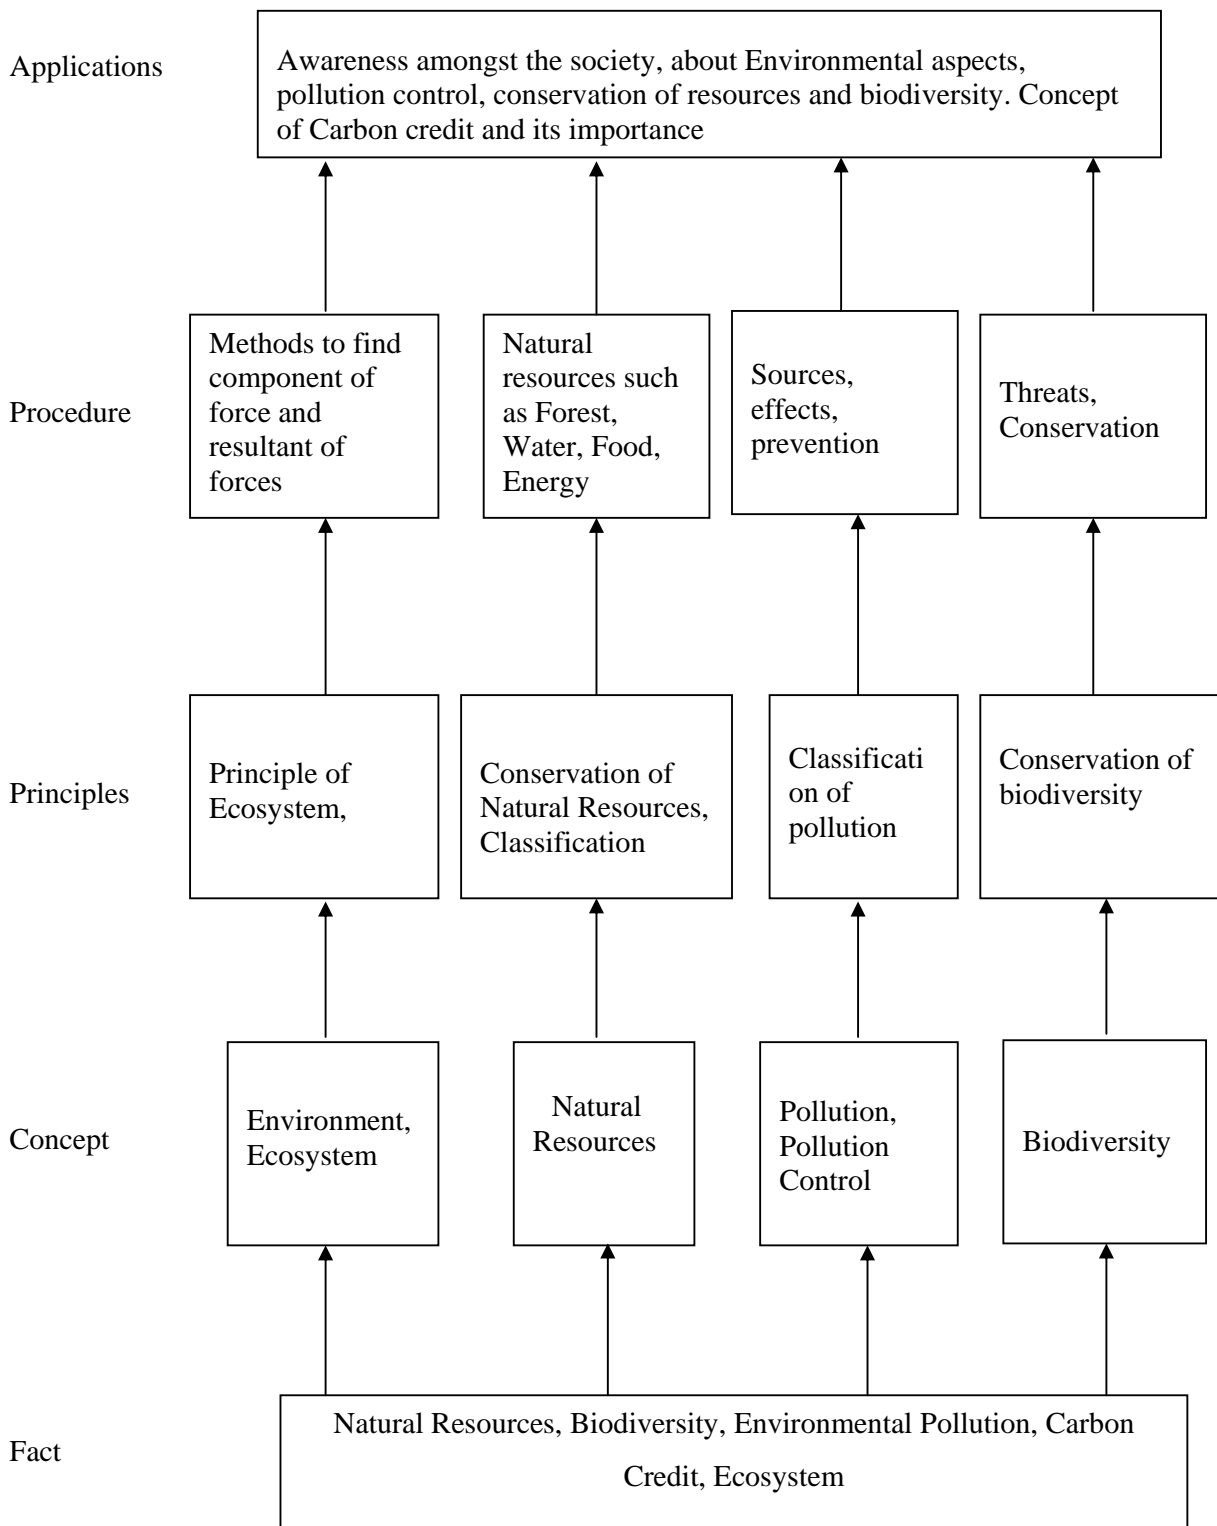 Applications
Awareness amongst the society, about Environmental aspects,
pollution control, conservation of resources and biodiversity. Concept
of Carbon credit and its importance
Procedure
Methods to find
component of
force and
resultant of
forces
Natural
resources such
as Forest,
Water, Food,
Energy
Sources,
effects,
prevention
Threats,
Conservation
Principles
Principle of
Ecosystem,
Conservation of
Natural Resources,
Classification
Classificati
on of
pollution
Conservation of
biodiversity
Concept
Environment,
Ecosystem
Natural
Resources
Pollution,
Pollution
Control
Biodiversity
Fact
Natural Resources, Biodiversity, Environmental Pollution, Carbon
Credit, Ecosystem